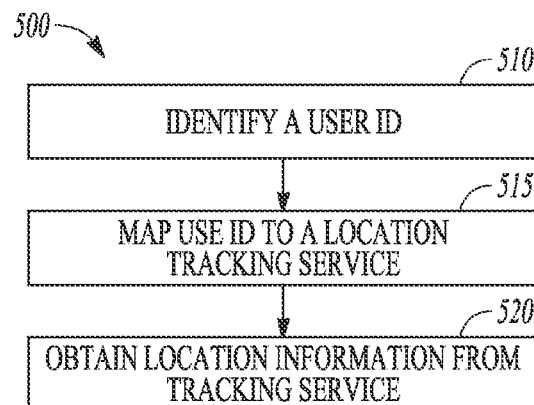 500
510
IDENTIFY A USER ID
515
MAP USE ID TO A LOCATION
TRACKING SERVICE
520
OBTAIN LOCATION INFORMATION FROM
TRACKING SERVICE